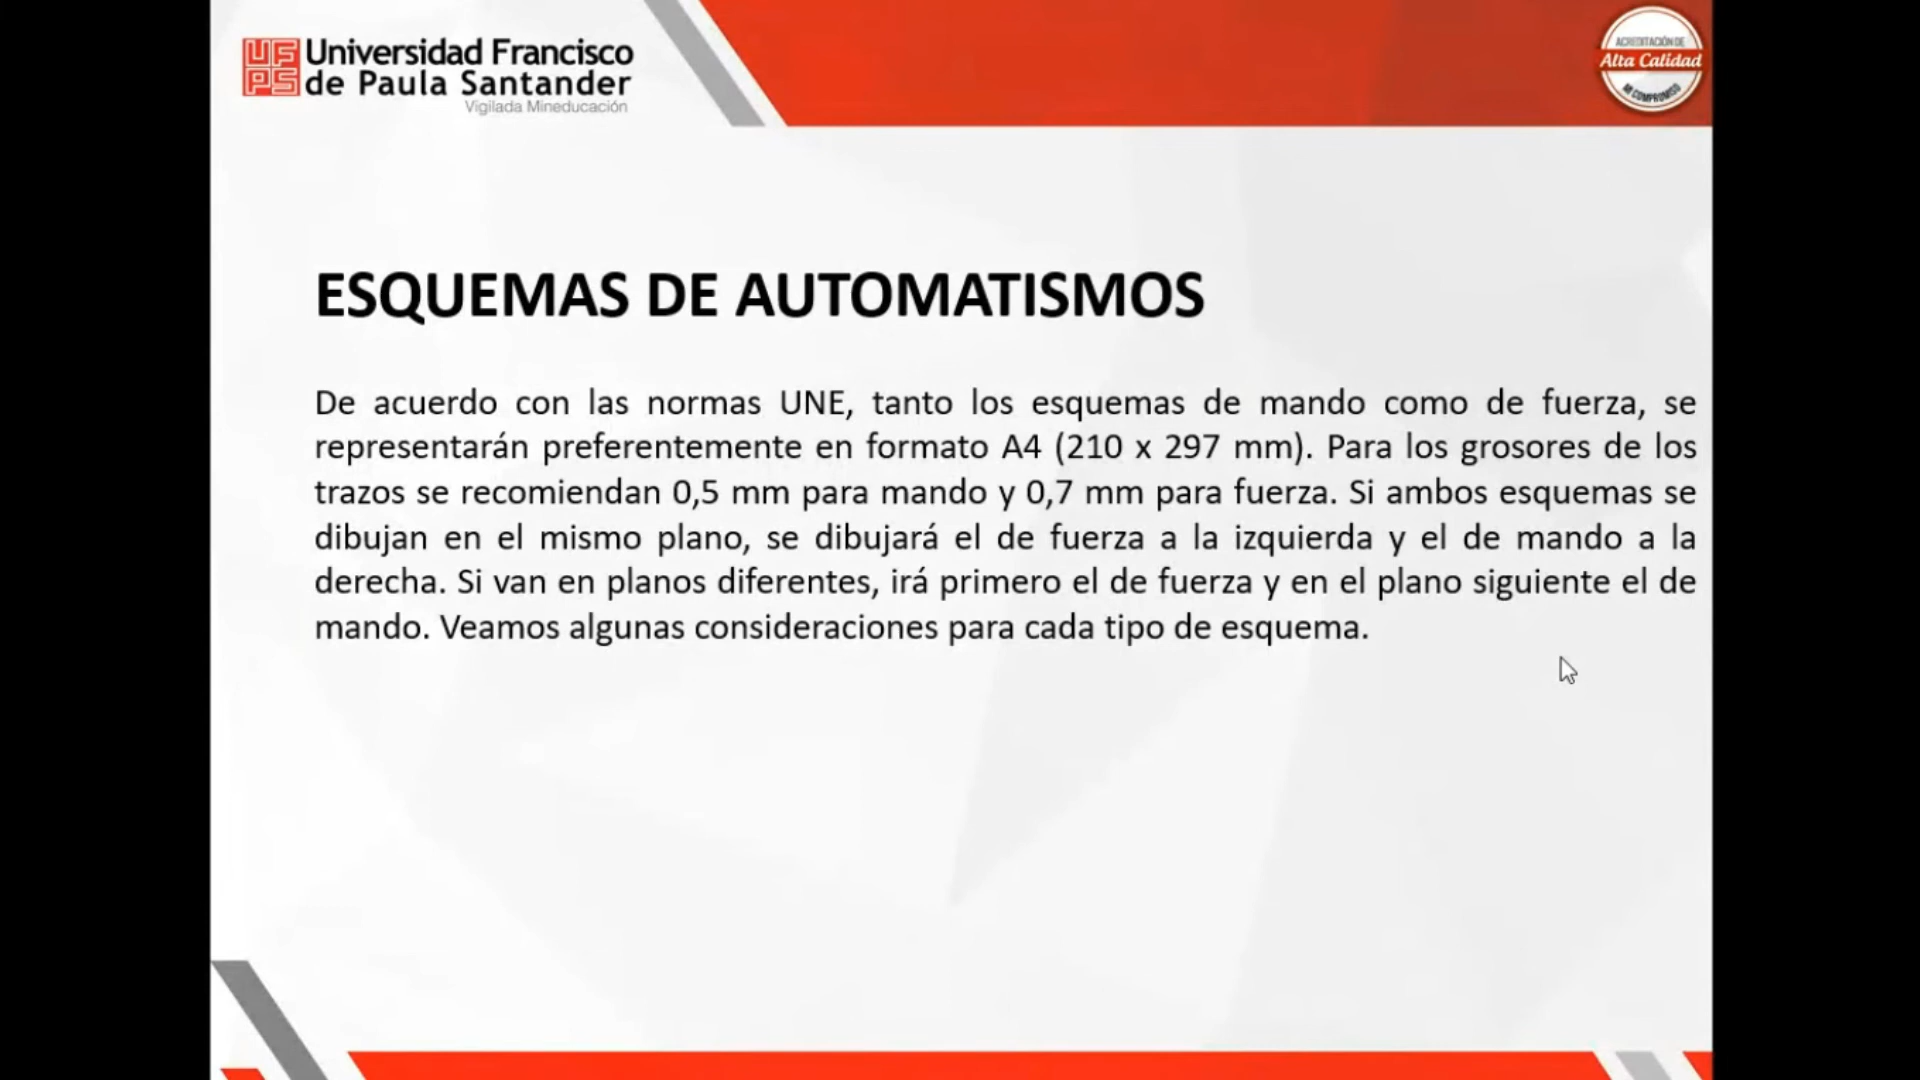 UFPS Universidad Francisco
de Paula Santander
Vigilada Mineducación
ACREDITACIÓN DE
Alta Calidad
MI COMPROMISO
ESQUEMAS DE AUTOMATISMOS
De acuerdo con las normas UNE, tanto los esquemas de mando como de fuerza, se
representarán preferentemente en formato A4 (210 x 297 mm). Para los grosores de los
trazos se recomiendan 0,5 mm para mando y 0,7 mm para fuerza. Si ambos esquemas se
dibujan en el mismo plano, se dibujará el de fuerza a la izquierda y el de mando a la
derecha. Si van en planos diferentes, irá primero el de fuerza y en el plano siguiente el de
mando. Veamos algunas consideraciones para cada tipo de esquema.